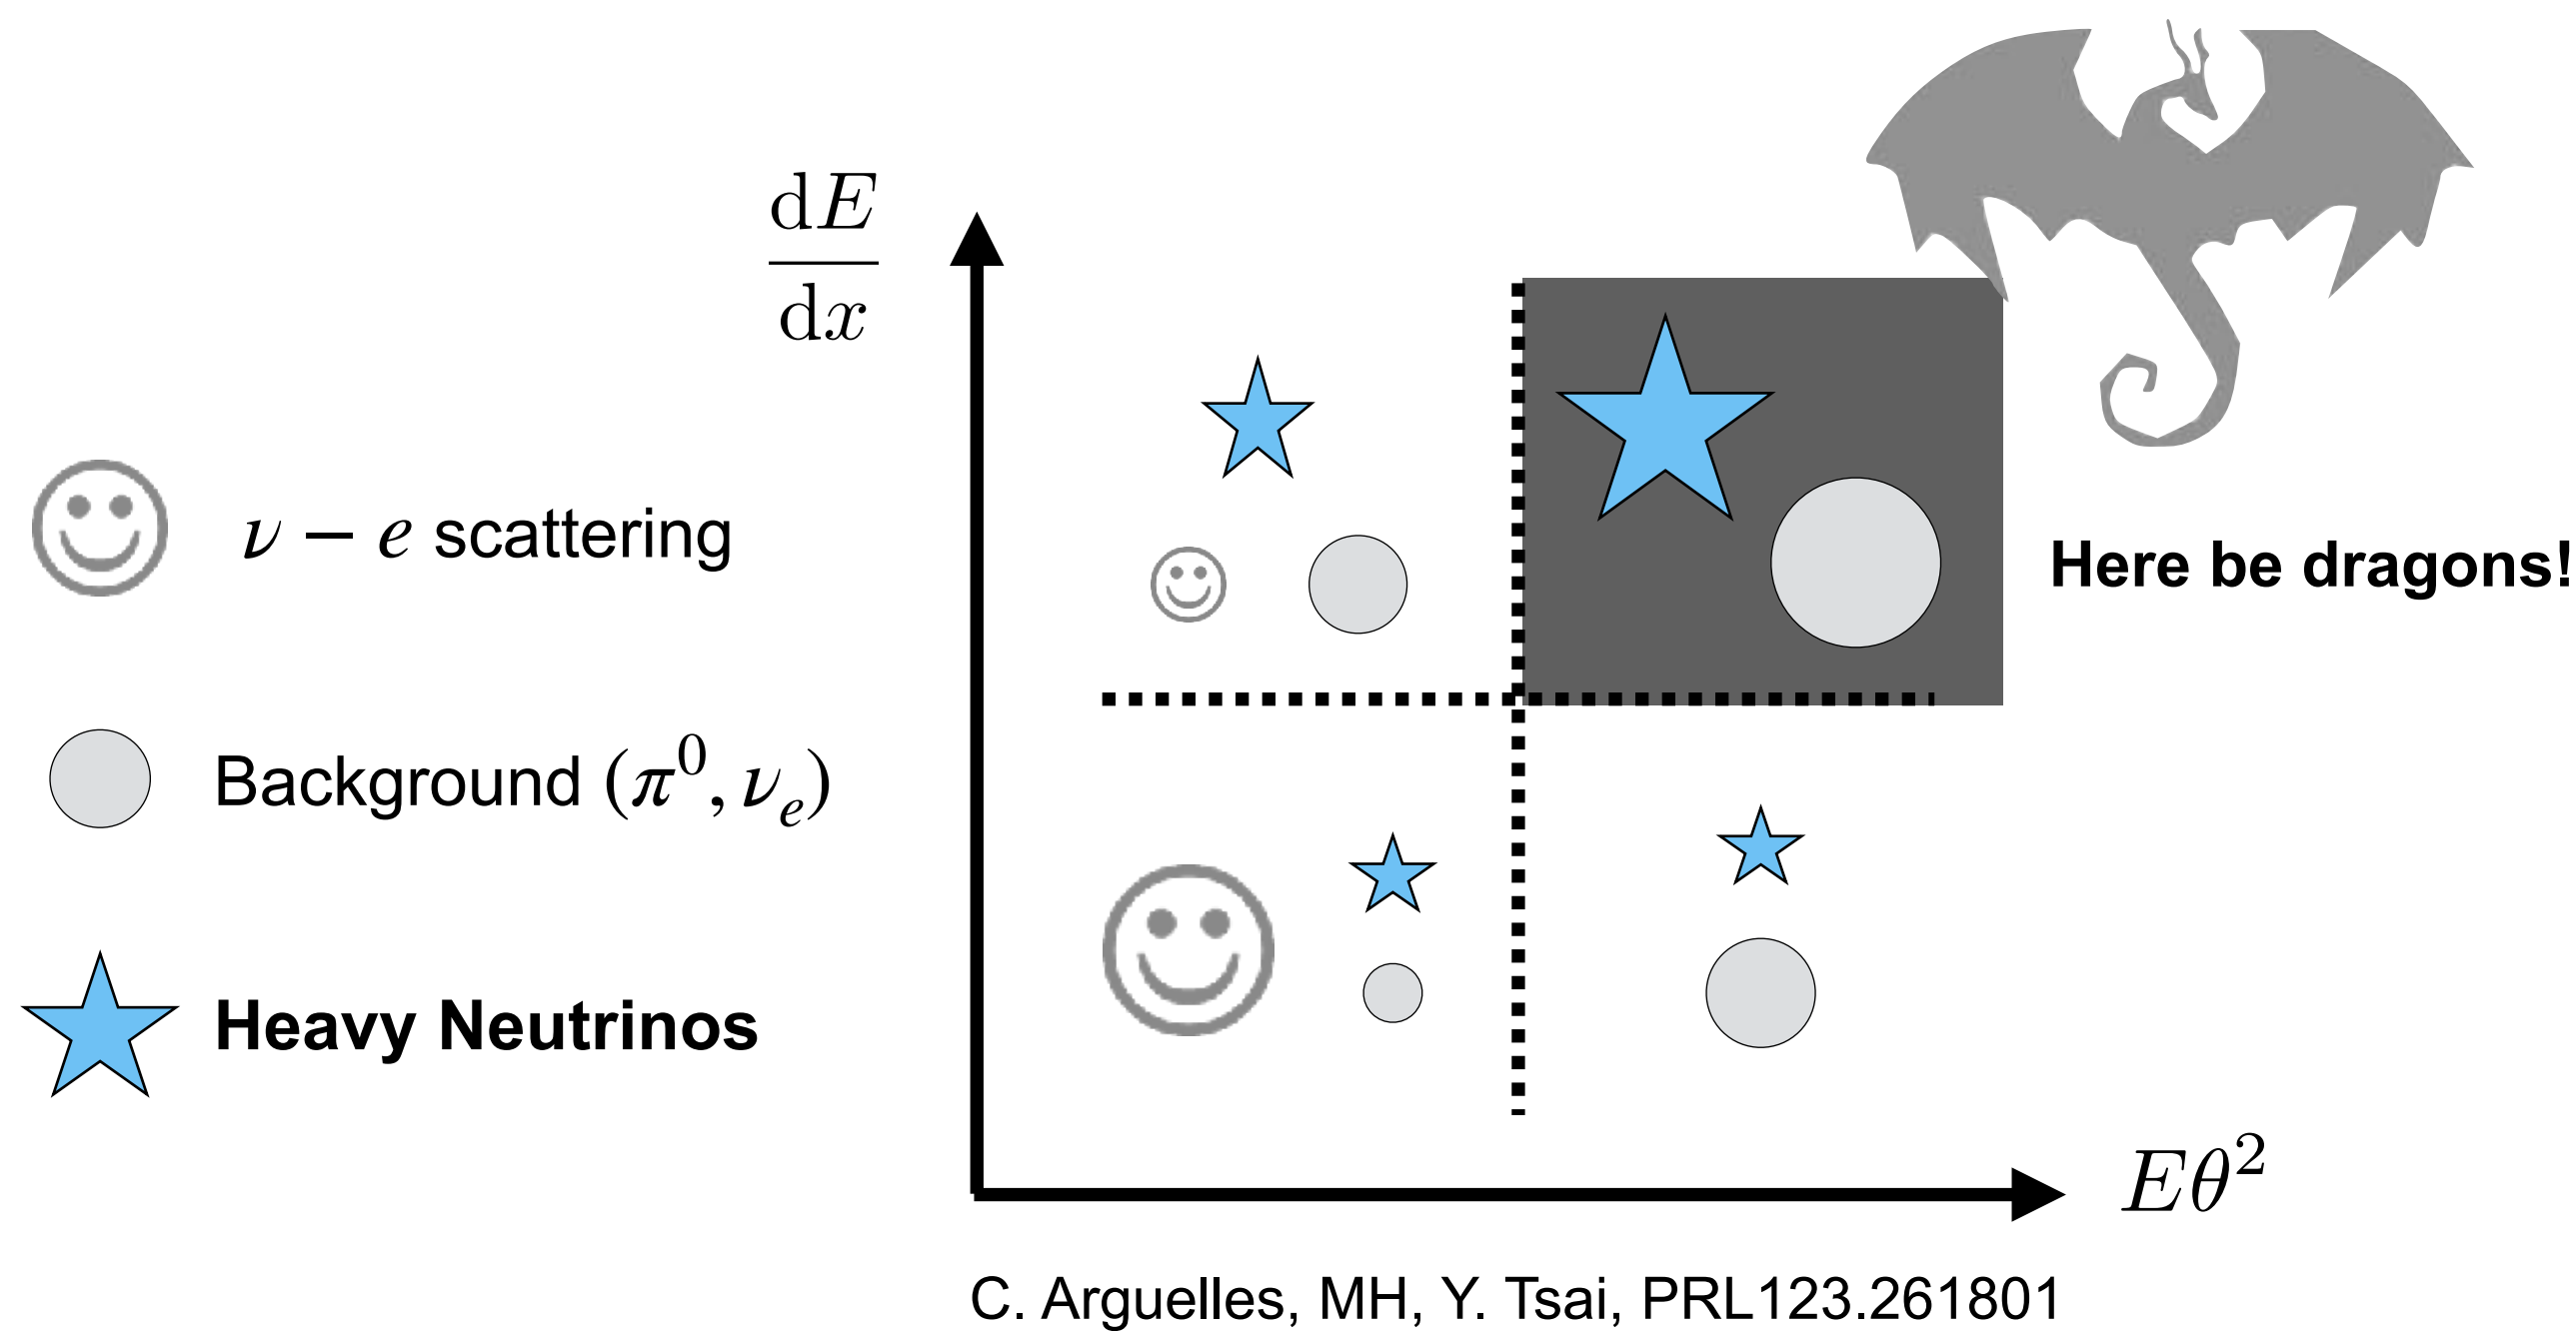 dE
dx
ν − e scattering
Here be dragons!
Background (π⁰, νₑ)
Heavy Neutrinos
Eθ²
C. Arguelles, MH, Y. Tsai, PRL123.261801